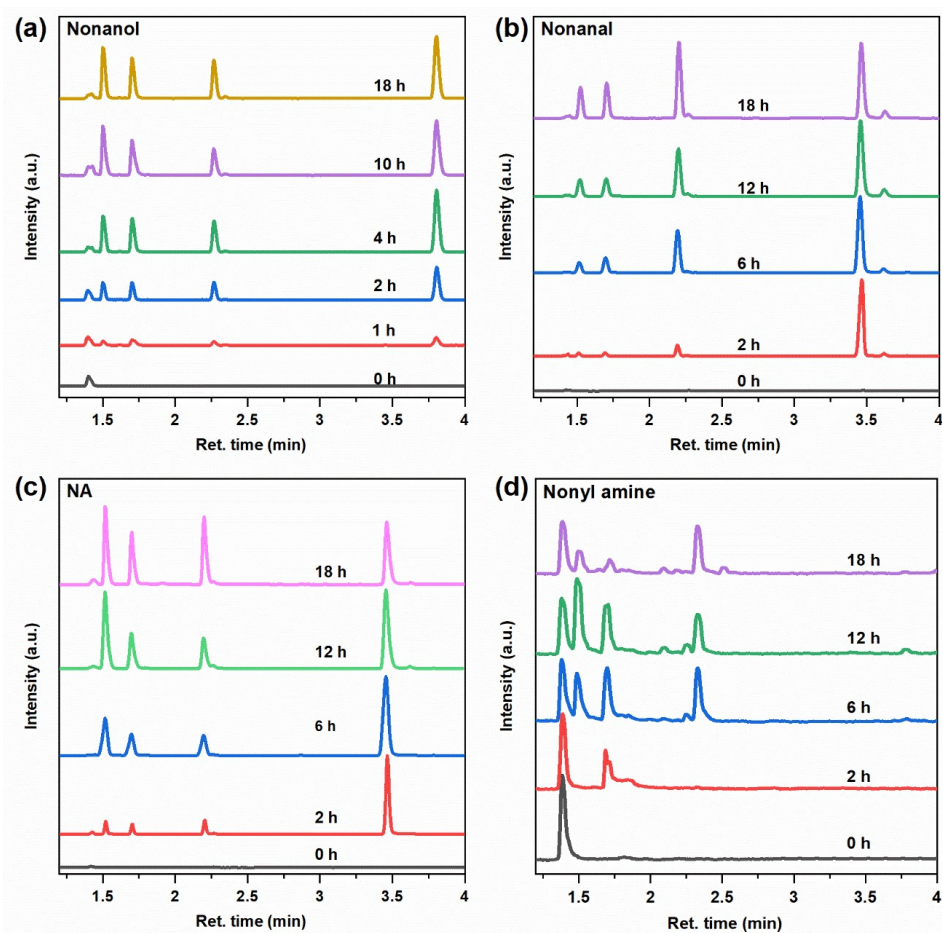 (a) Nonanol
18 h
10 h
4 h
2 h
1 h
0 h
Intensity (a.u.)
1.5 2 2.5 3 3.5 4
Ret. time (min)
(b) Nonanal
18 h
12 h
6 h
2 h
0 h
Intensity (a.u.)
1.5 2 2.5 3 3.5 4
Ret. time (min)
(c) NA
18 h
12 h
6 h
2 h
0 h
Intensity (a.u.)
1.5 2 2.5 3 3.5 4
Ret. time (min)
(d) Nonyl amine
18 h
12 h
6 h
2 h
0 h
Intensity (a.u.)
1.5 2 2.5 3 3.5 4
Ret. time (min)